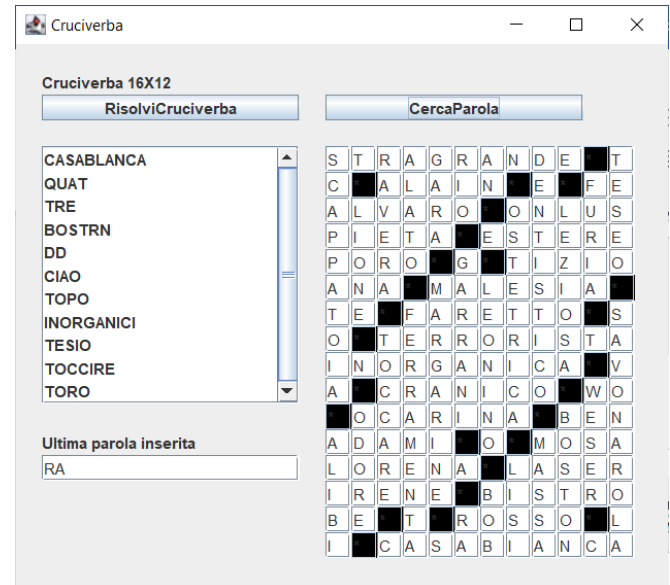 Cruciverba
Cruciverba 16X12
RisolviCruciverba
CercaParola
CASABLANCA
QUAT
TRE
BOSTRN
DD
CIAO
TOPO
INORGANICI
TESIO
TOCCIRE
TORO
Ultima parola inserita
RA
S T R A G R A N D E * T
C * A L A I N * E * F E
A L V A R O * O N L U S
P I E T A * E S T E R E
P O R O * G * T I Z I O
A N A * M A L E S I A *
T E * F A R E T T O * S
O * T E R R O R I S T A
I N O R G A N I C A * V
A * C R A N I C O * W O
* O C A R I N A * B E N
A D A M I * O * M O S A
L O R E N A * L A S E R
I R E N E * B I S T R O
B E * T * R O S S O * L
I * C A S A B I A N C A